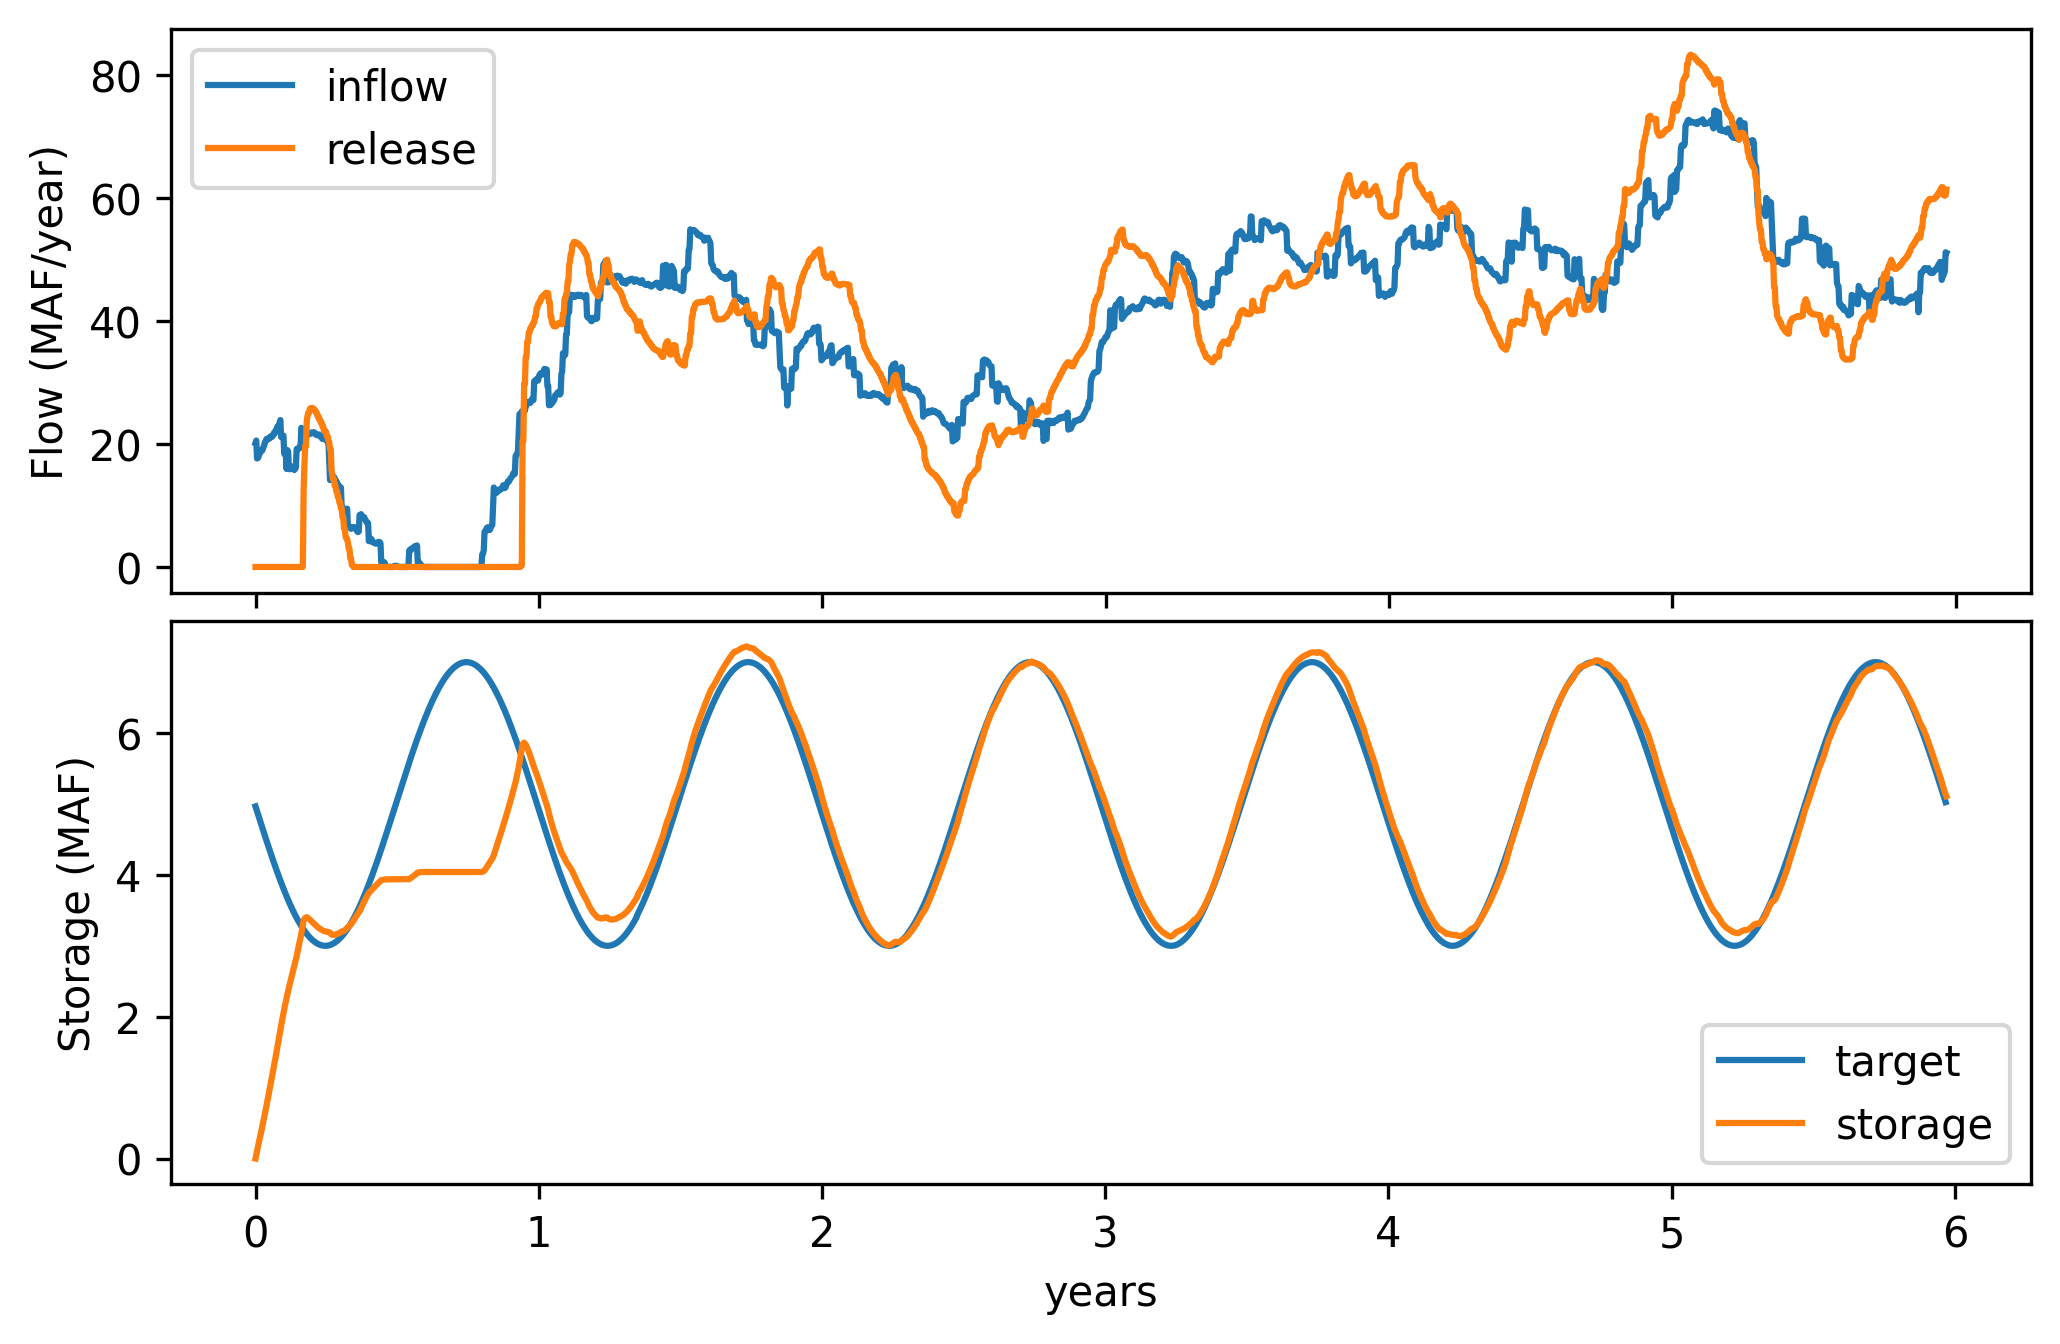 inflow
release
Flow (MAF/year)
80
60
40
20
0
Storage (MAF)
6
4
2
0
target
storage
0 1 2 3 4 5 6
years